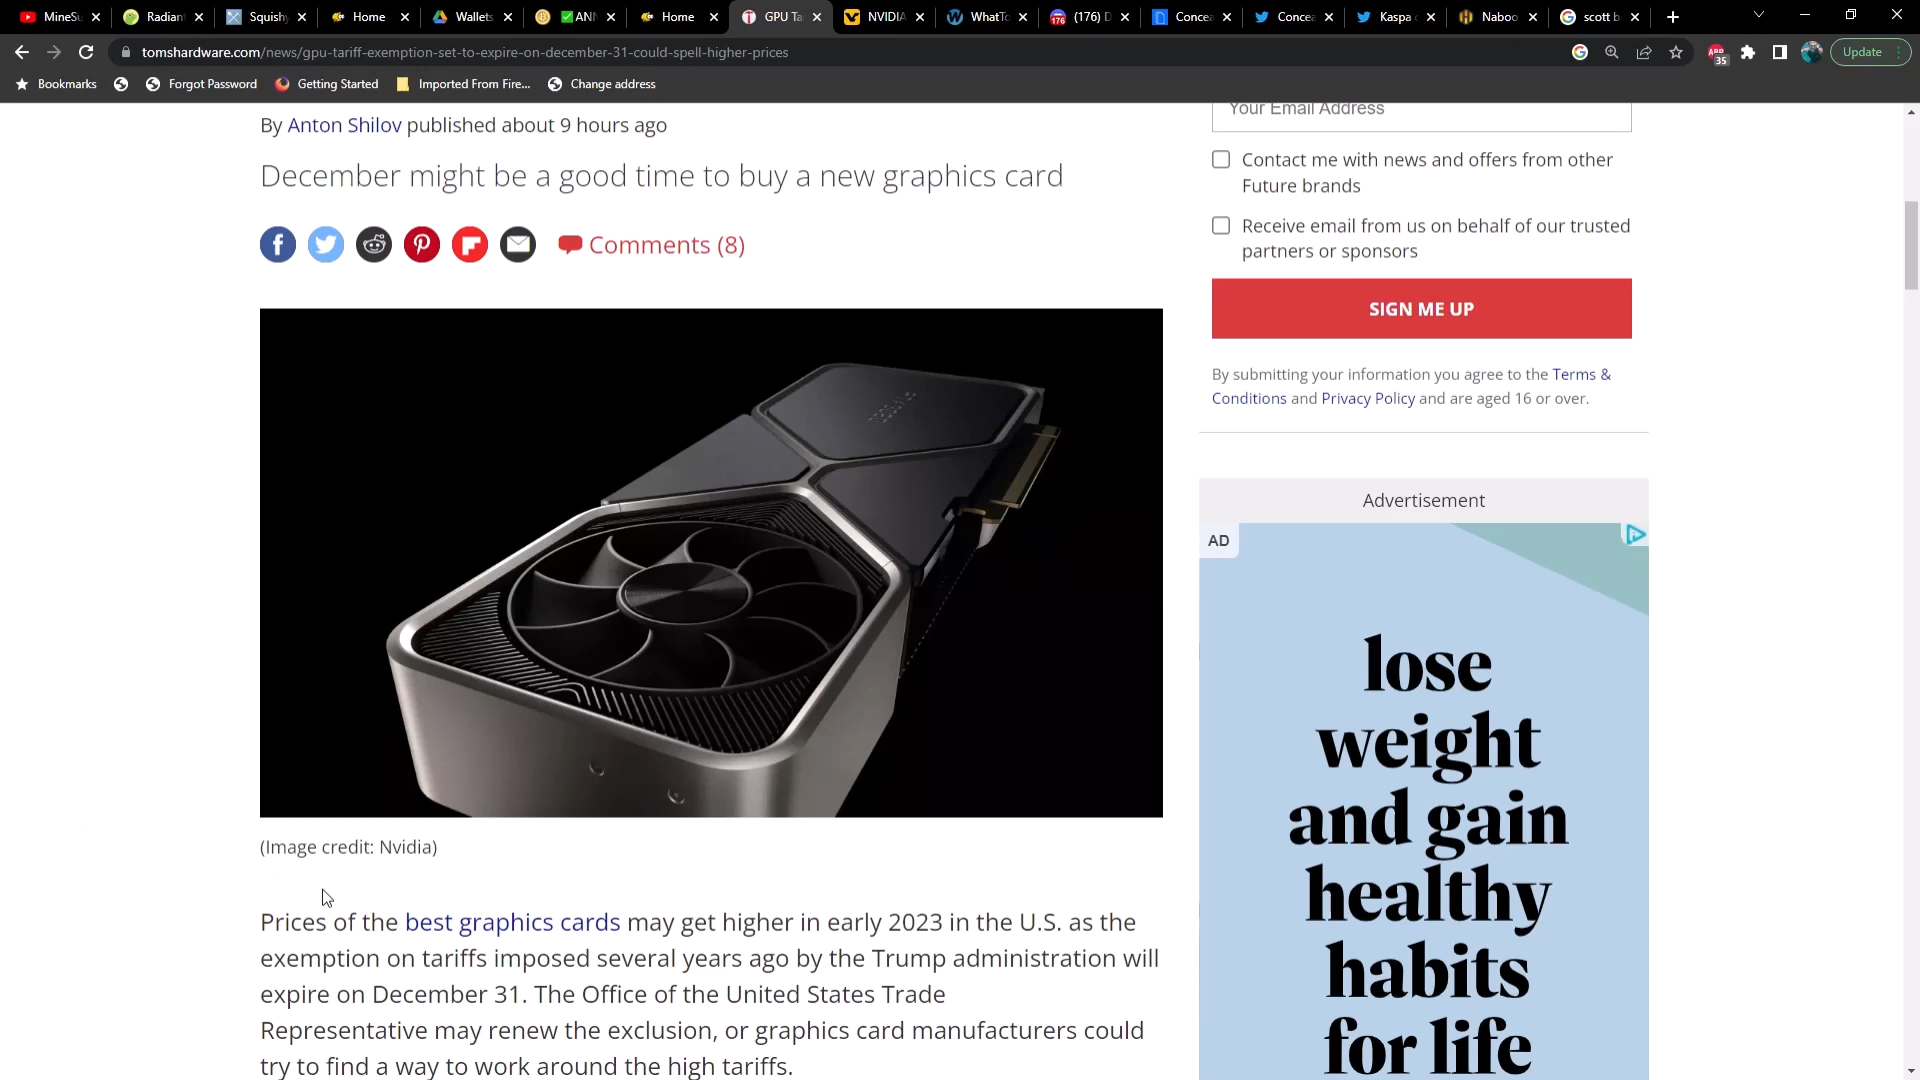 MineSu
Radian
Squishy
Home
Wallets
ANN
Home
GPU Ta
NVIDIA
WhatTo
(176) D
Concea
Concea
Kaspa
Naboo
scott b
tomshardware.com/news/gpu-tariff-exemption-set-to-expire-on-december-31-could-spell-higher-prices
35
Update
Bookmarks
Forgot Password
Getting Started
Imported From Fire...
Change address
By Anton Shilov published about 9 hours ago
December might be a good time to buy a new graphics card
Comments (8)
(Image credit: Nvidia)
Prices of the best graphics cards may get higher in early 2023 in the U.S. as the
exemption on tariffs imposed several years ago by the Trump administration will
expire on December 31. The Office of the United States Trade
Representative may renew the exclusion, or graphics card manufacturers could
try to find a way to work around the high tariffs.
Your Email Address
Contact me with news and offers from other
Future brands
Receive email from us on behalf of our trusted
partners or sponsors
SIGN ME UP
By submitting your information you agree to the Terms &
Conditions and Privacy Policy and are aged 16 or over.
Advertisement
AD
lose
weight
and gain
healthy
habits
for life